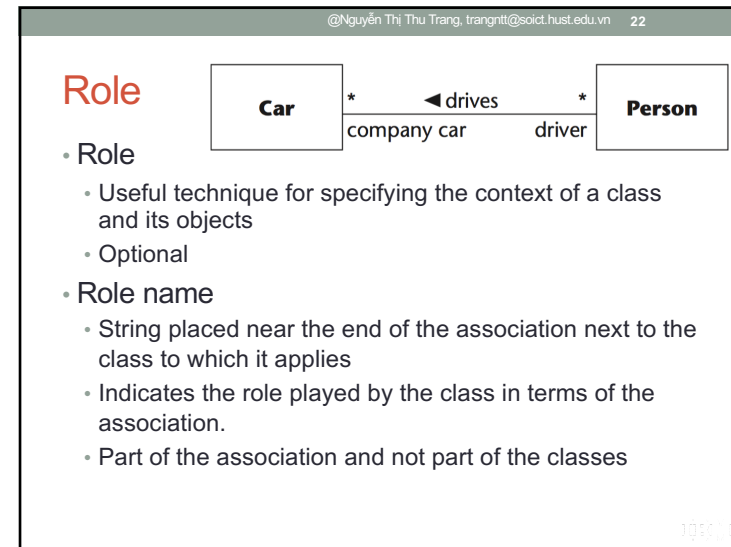 @Nguyễn Thị Thu Trang, trangntt@soict.hust.edu.vn 22
Role
Car * ◄ drives * Person
company car driver
• Role
• Useful technique for specifying the context of a class
and its objects
• Optional
• Role name
• String placed near the end of the association next to the
class to which it applies
• Indicates the role played by the class in terms of the
association.
• Part of the association and not part of the classes